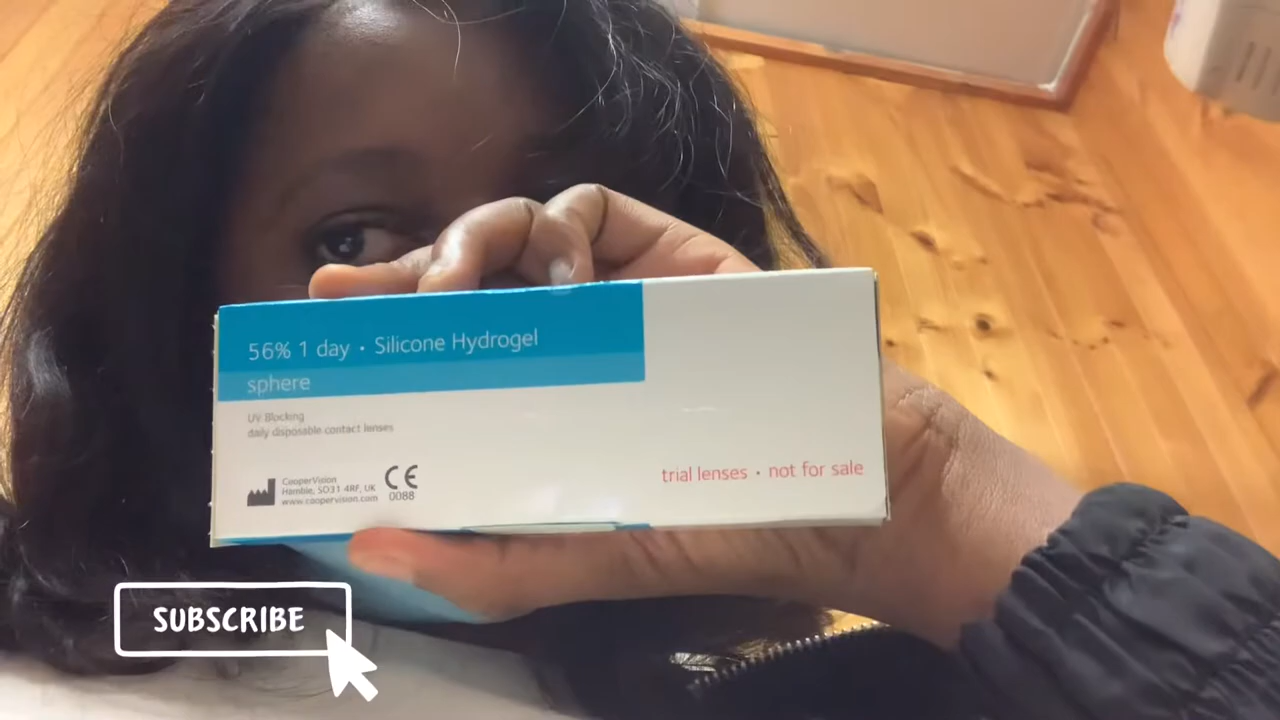 56% 1 day · Silicone Hydrogel
sphere
UV Blocking
daily disposable contact lenses
CooperVision
Hamble, SO31 4RF, UK
www.coopervision.com
CE
0088
trial lenses · not for sale
SUBSCRIBE